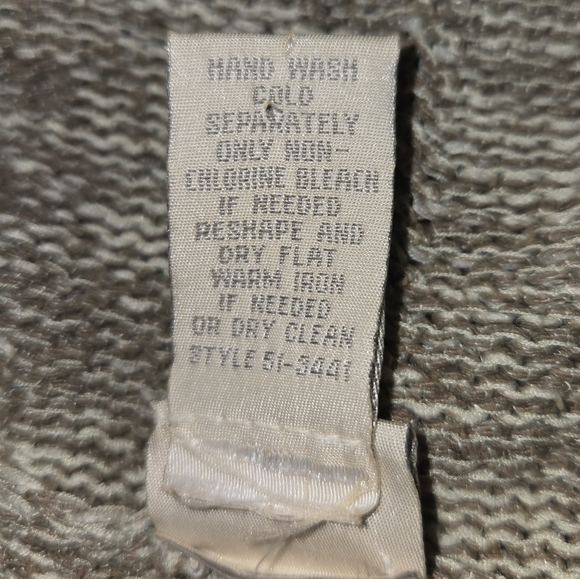 HAND WASH
COLD
SEPARATELY
ONLY NON-
CHLORINE BLEACH
IF NEEDED
RESHAPE AND
DRY FLAT
WARM IRON
IF NEEDED
OR DRY CLEAN
STYLE 51-3441